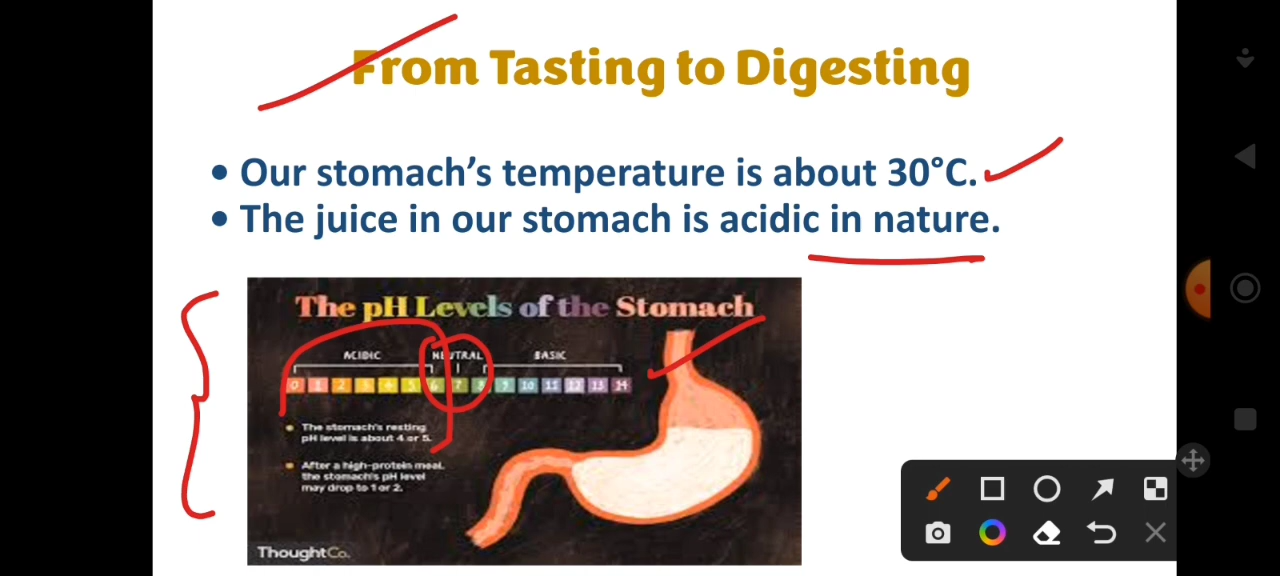 From Tasting to Digesting
• Our stomach's temperature is about 30°C.
• The juice in our stomach is acidic in nature.
The pH Levels of the Stomach
ACIDIC NEUTRAL BASIC
0 1 2 3 4 5 6 7 8 9 10 11 12 13 14
The stomach's resting
pH level is about 4 or 5.
After a high-protein meal,
the stomach's pH level
may drop to 1 or 2.
ThoughtCo.